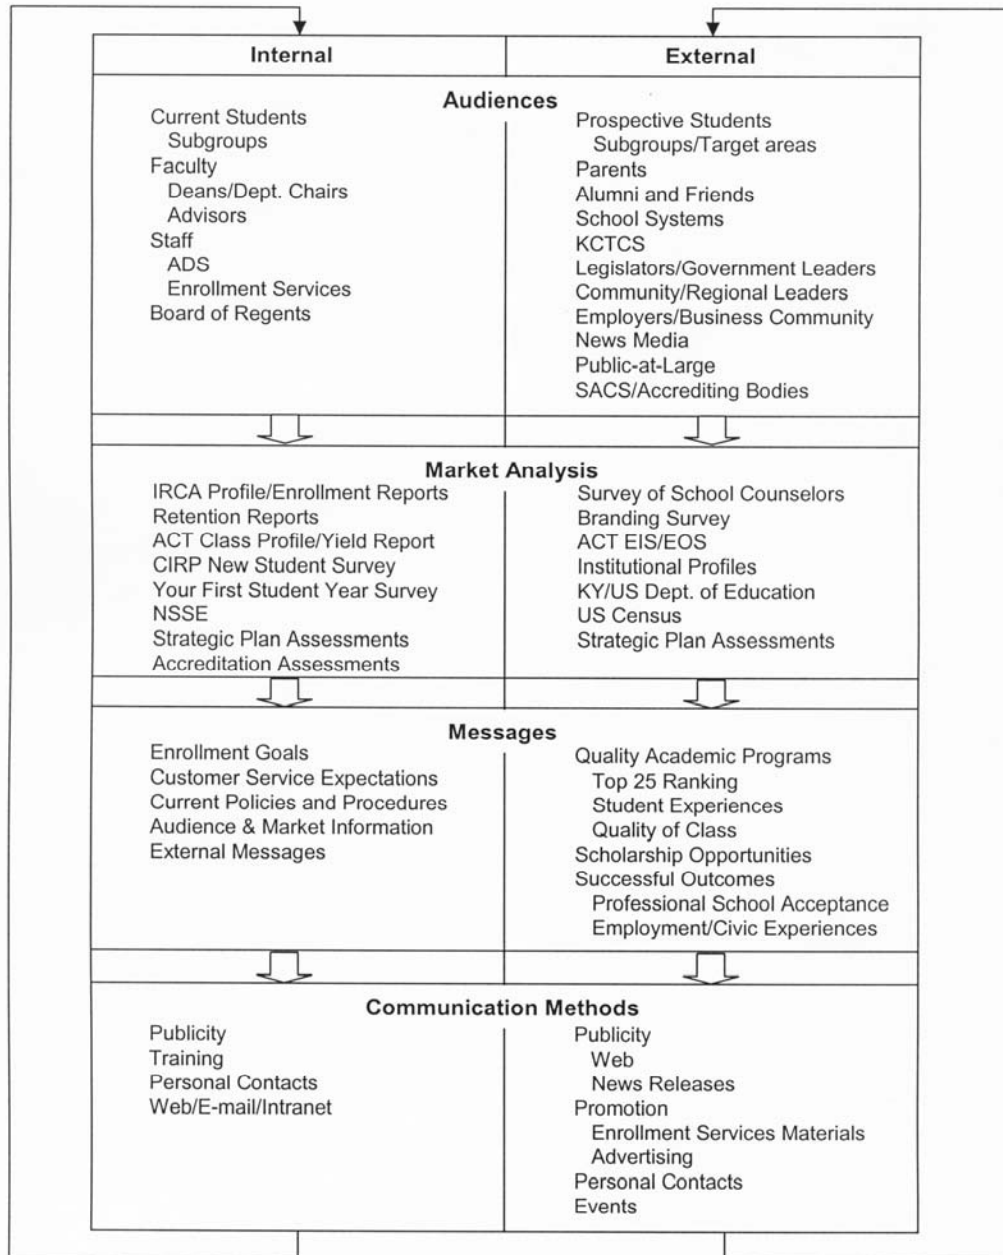 Internal
External
Audiences
Current Students
Subgroups
Faculty
Deans/Dept. Chairs
Advisors
Staff
ADS
Enrollment Services
Board of Regents
Prospective Students
Subgroups/Target areas
Parents
Alumni and Friends
School Systems
KCTCS
Legislators/Government Leaders
Community/Regional Leaders
Employers/Business Community
News Media
Public-at-Large
SACS/Accrediting Bodies
Market Analysis
IRCA Profile/Enrollment Reports
Retention Reports
ACT Class Profile/Yield Report
CIRP New Student Survey
Your First Student Year Survey
NSSE
Strategic Plan Assessments
Accreditation Assessments
Survey of School Counselors
Branding Survey
ACT EIS/EOS
Institutional Profiles
KY/US Dept. of Education
US Census
Strategic Plan Assessments
Messages
Enrollment Goals
Customer Service Expectations
Current Policies and Procedures
Audience & Market Information
External Messages
Quality Academic Programs
Top 25 Ranking
Student Experiences
Quality of Class
Scholarship Opportunities
Successful Outcomes
Professional School Acceptance
Employment/Civic Experiences
Communication Methods
Publicity
Training
Personal Contacts
Web/E-mail/Intranet
Publicity
Web
News Releases
Promotion
Enrollment Services Materials
Advertising
Personal Contacts
Events